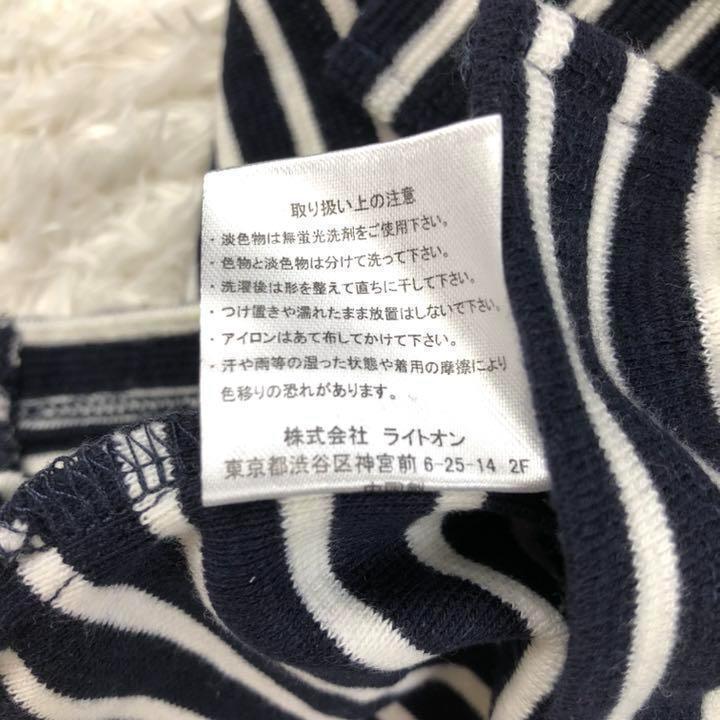 取り扱い上の注意
・淡色物は無蛍光洗剤をご使用下さい。
・色物と淡色物は分けて洗って下さい。
・洗濯後は形を整えて直ちに干して下さい。
・つけ置きや濡れたまま放置はしないで下さい。
・アイロンはあて布してかけて下さい。
・汗や雨等の湿った状態や着用の摩擦により
色移りの恐れがあります。
株式会社 ライトオン
東京都渋谷区神宮前 6-25-14 2F